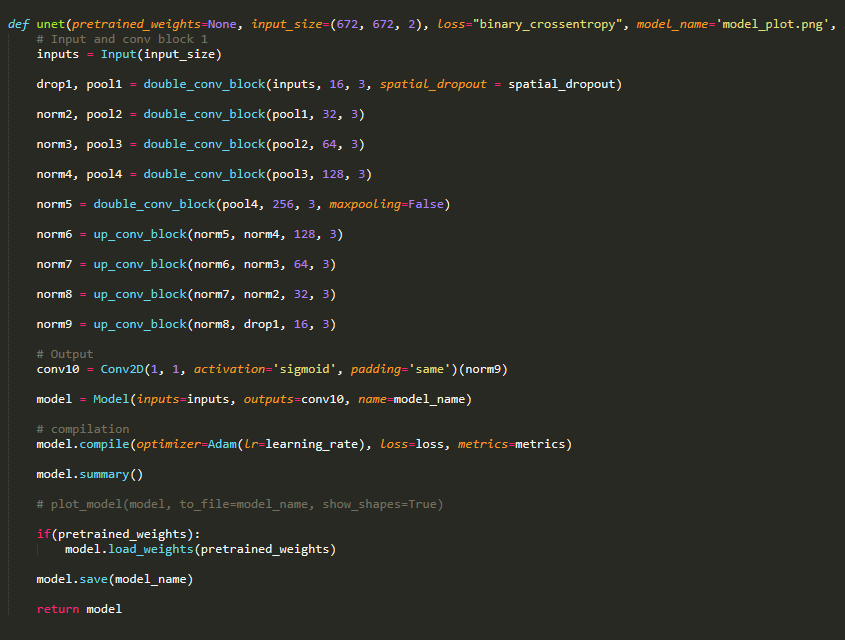 def unet(pretrained_weights=None, input_size=(672, 672, 2), loss="binary_crossentropy", model_name='model_plot.png',
# Input and conv block 1
inputs = Input(input_size)
drop1, pool1 = double_conv_block(inputs, 16, 3, spatial_dropout = spatial_dropout)
norm2, pool2 = double_conv_block(pool1, 32, 3)
norm3, pool3 = double_conv_block(pool2, 64, 3)
norm4, pool4 = double_conv_block(pool3, 128, 3)
norm5 = double_conv_block(pool4, 256, 3, maxpooling=False)
norm6 = up_conv_block(norm5, norm4, 128, 3)
norm7 = up_conv_block(norm6, norm3, 64, 3)
norm8 = up_conv_block(norm7, norm2, 32, 3)
norm9 = up_conv_block(norm8, drop1, 16, 3)
# Output
conv10 = Conv2D(1, 1, activation='sigmoid', padding='same')(norm9)
model = Model(inputs=inputs, outputs=conv10, name=model_name)
# compilation
model.compile(optimizer=Adam(lr=learning_rate), loss=loss, metrics=metrics)
model.summary()
# plot_model(model, to_file=model_name, show_shapes=True)
if(pretrained_weights):
model.load_weights(pretrained_weights)
model.save(model_name)
return model